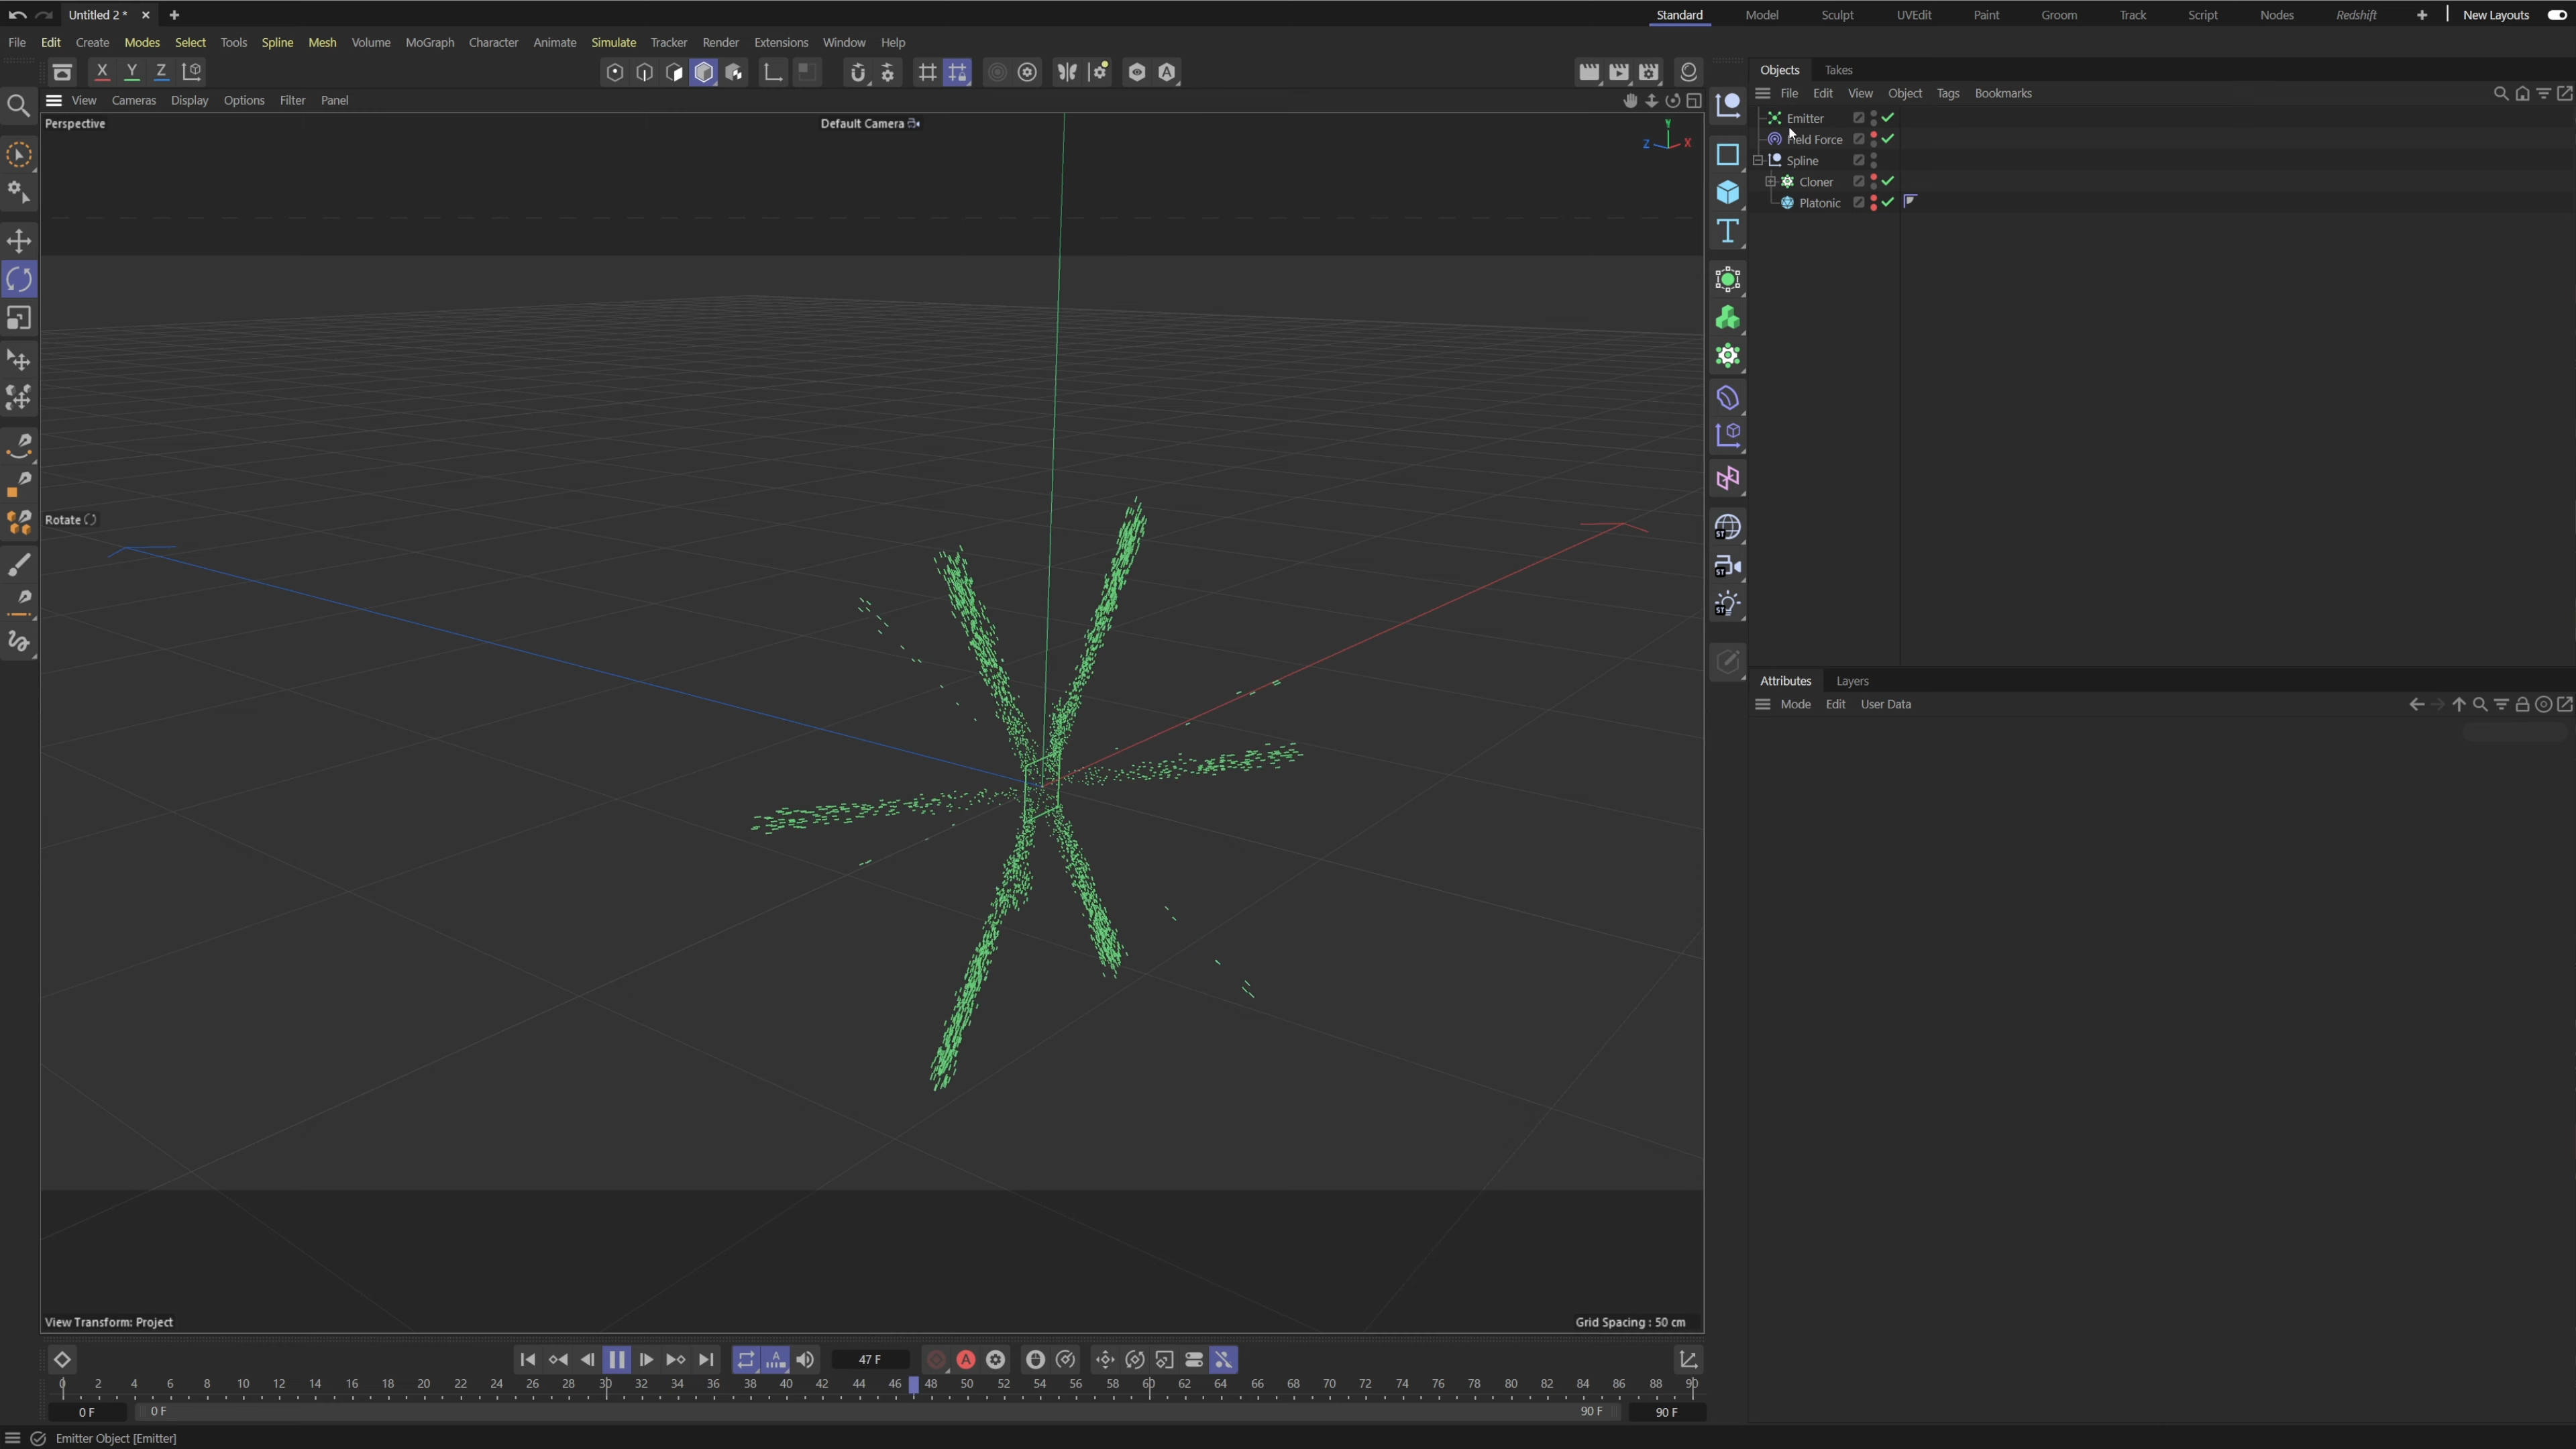 Untitled 2 *
Standard Model Sculpt UVEdit Paint Groom Track Script Nodes Redshift New Layouts
File Edit Create Modes Select Tools Spline Mesh Volume MoGraph Character Animate Simulate Tracker Render Extensions Window Help
X Y Z
Objects Takes
View Cameras Display Options Filter Panel
File Edit View Object Tags Bookmarks
Perspective
Default Camera
Y
Z X
Emitter
Field Force
Spline
Cloner
Platonic
Rotate
ST
ST
ST
Attributes Layers
Mode Edit User Data
View Transform: Project
Grid Spacing : 50 cm
47 F
0 2 4 6 8 10 12 14 16 18 20 22 24 26 28 30 32 34 36 38 40 42 44 46 48 50 52 54 56 58 60 62 64 66 68 70 72 74 76 78 80 82 84 86 88 90
0 F 0 F 90 F 90 F
Emitter Object [Emitter]